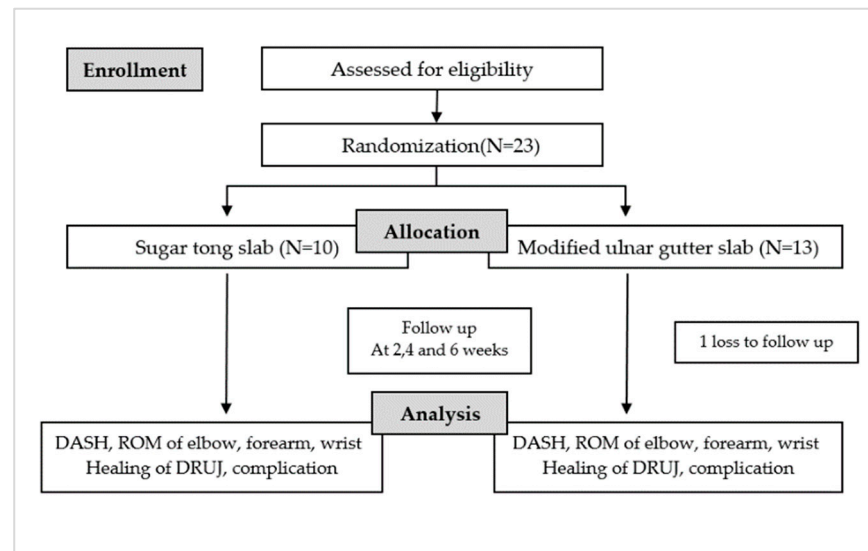 Enrollment
Assessed for eligibility
Randomization(N=23)
Allocation
Sugar tong slab (N=10)
Modified ulnar gutter slab (N=13)
Follow up
At 2,4 and 6 weeks
1 loss to follow up
Analysis
DASH, ROM of elbow, forearm, wrist
Healing of DRUJ, complication
DASH, ROM of elbow, forearm, wrist
Healing of DRUJ, complication